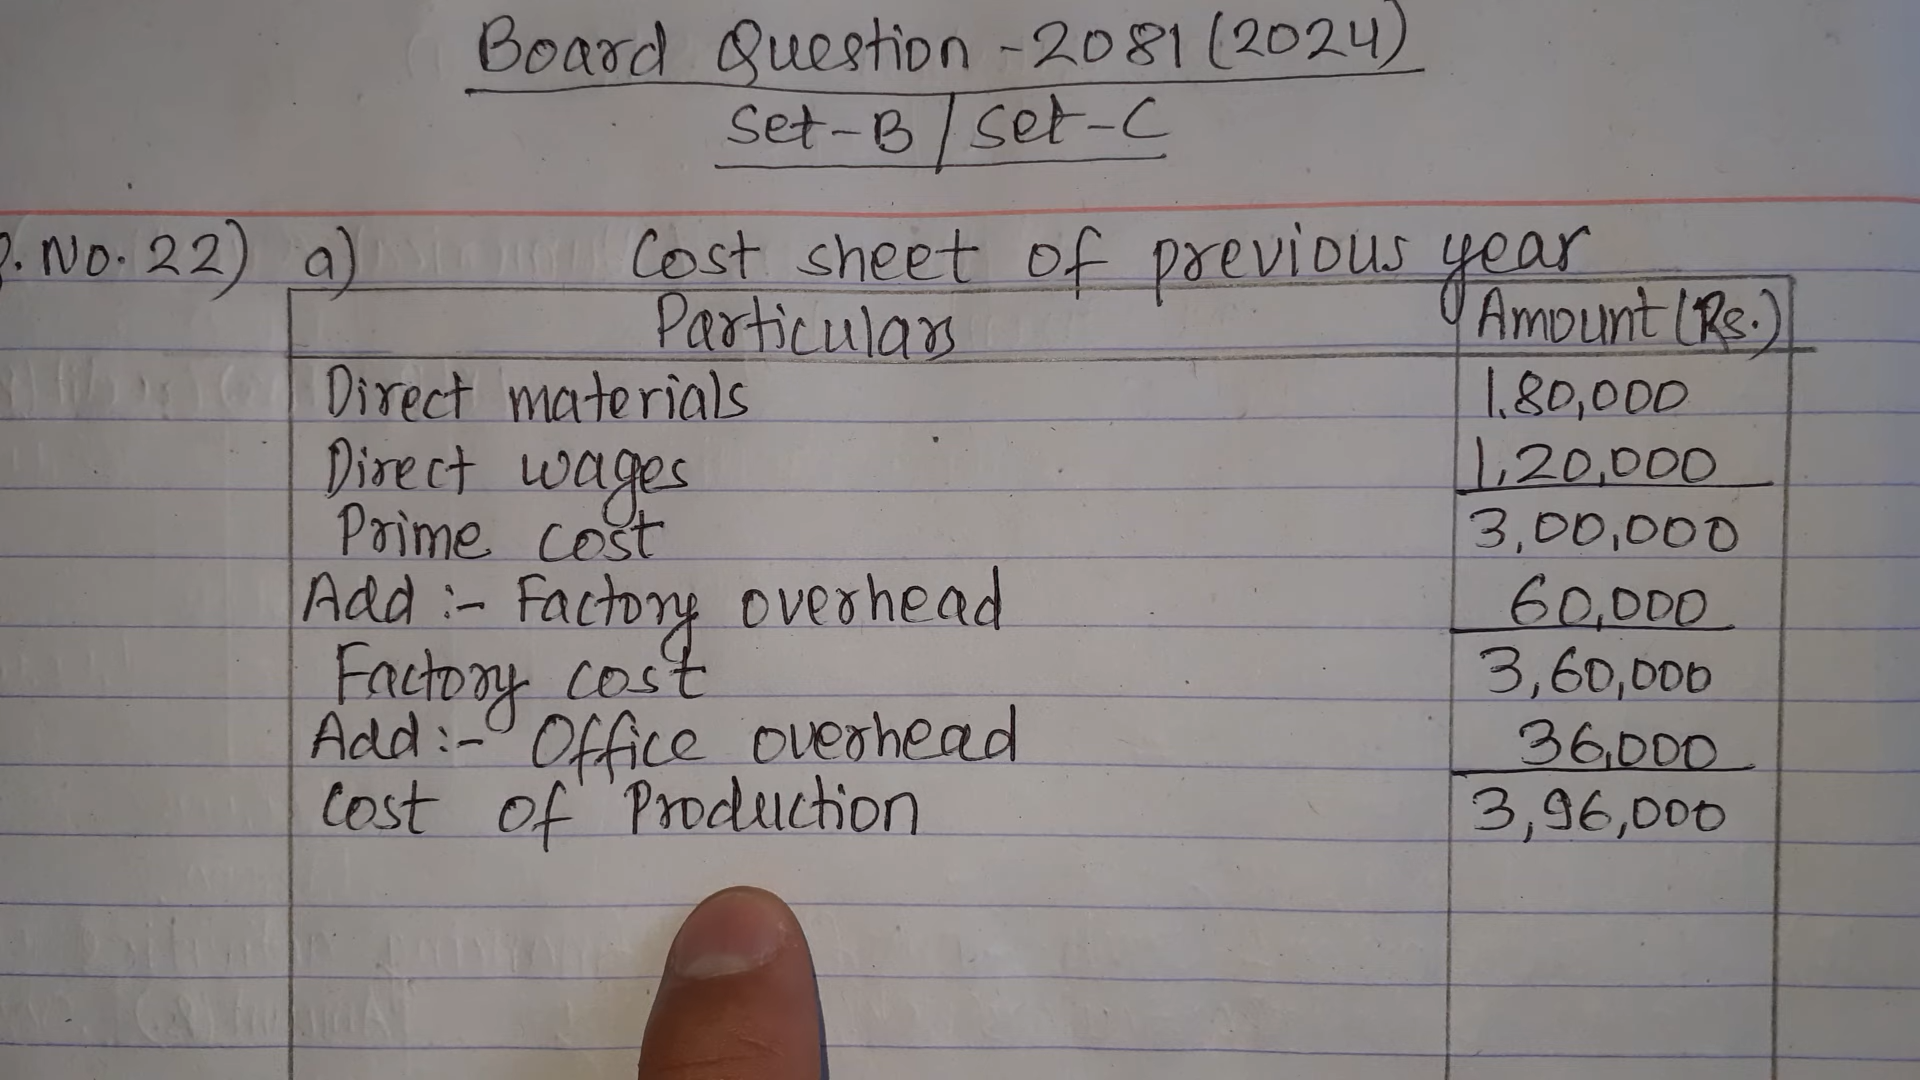 Board Question - 2081 (2024)
Set-B / Set-C
Q. No. 22) a) Cost sheet of previous year
Particulars Amount (Rs.)
Direct materials 1,80,000
Direct wages 1,20,000
Prime cost 3,00,000
Add :- Factory overhead 60,000
Factory cost 3,60,000
Add :- Office overhead 36,000
Cost of Production 3,96,000